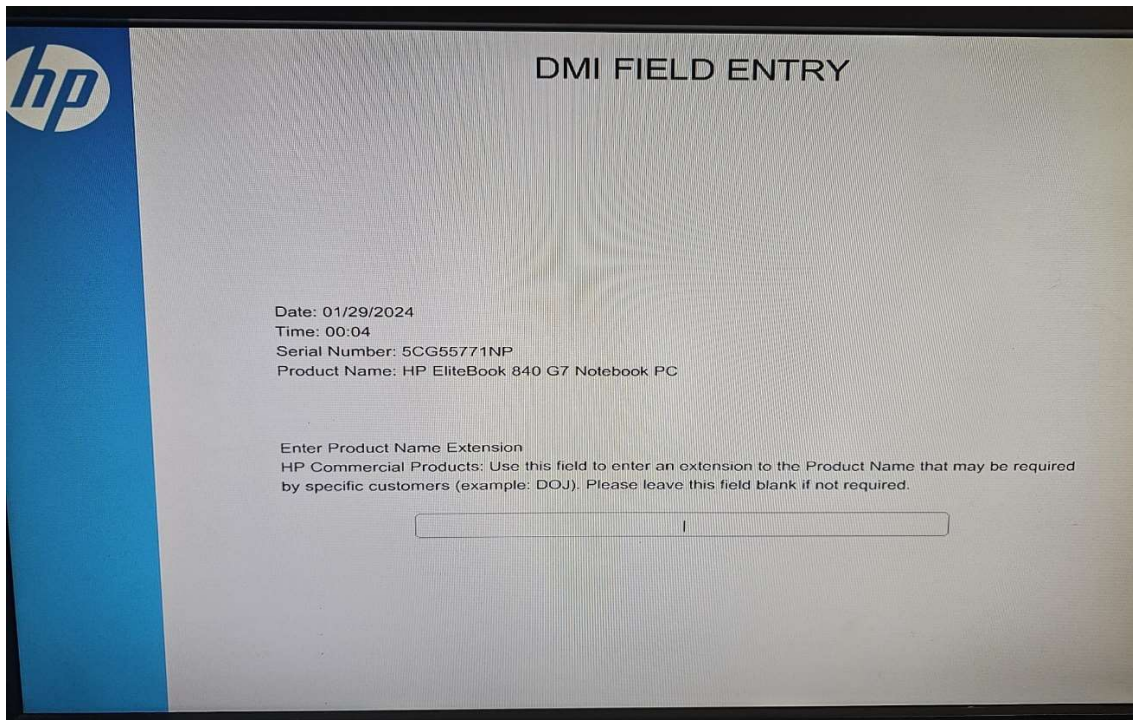 hp
DMI FIELD ENTRY
Date: 01/29/2024
Time: 00:04
Serial Number: 5CG55771NP
Product Name: HP EliteBook 840 G7 Notebook PC
Enter Product Name Extension
HP Commercial Products: Use this field to enter an extension to the Product Name that may be required
by specific customers (example: DOJ). Please leave this field blank if not required.